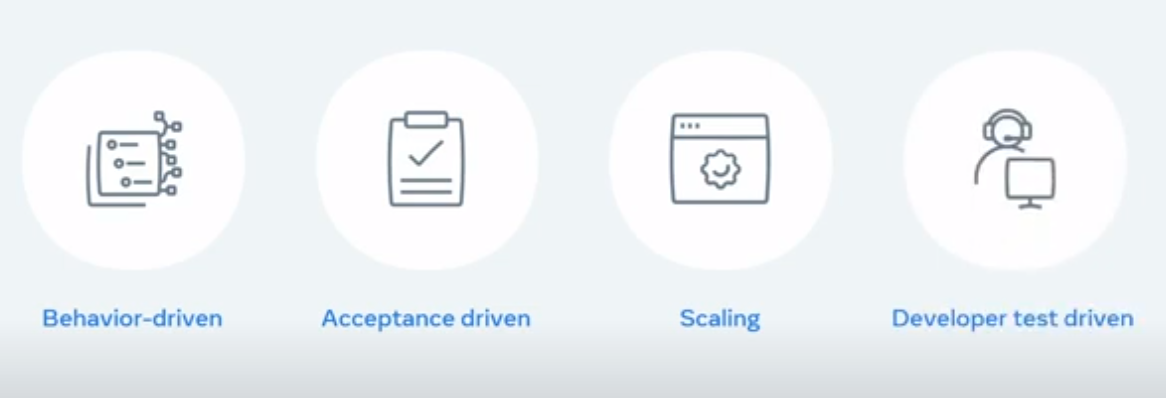 Behavior-driven
Acceptance driven
Scaling
Developer test driven